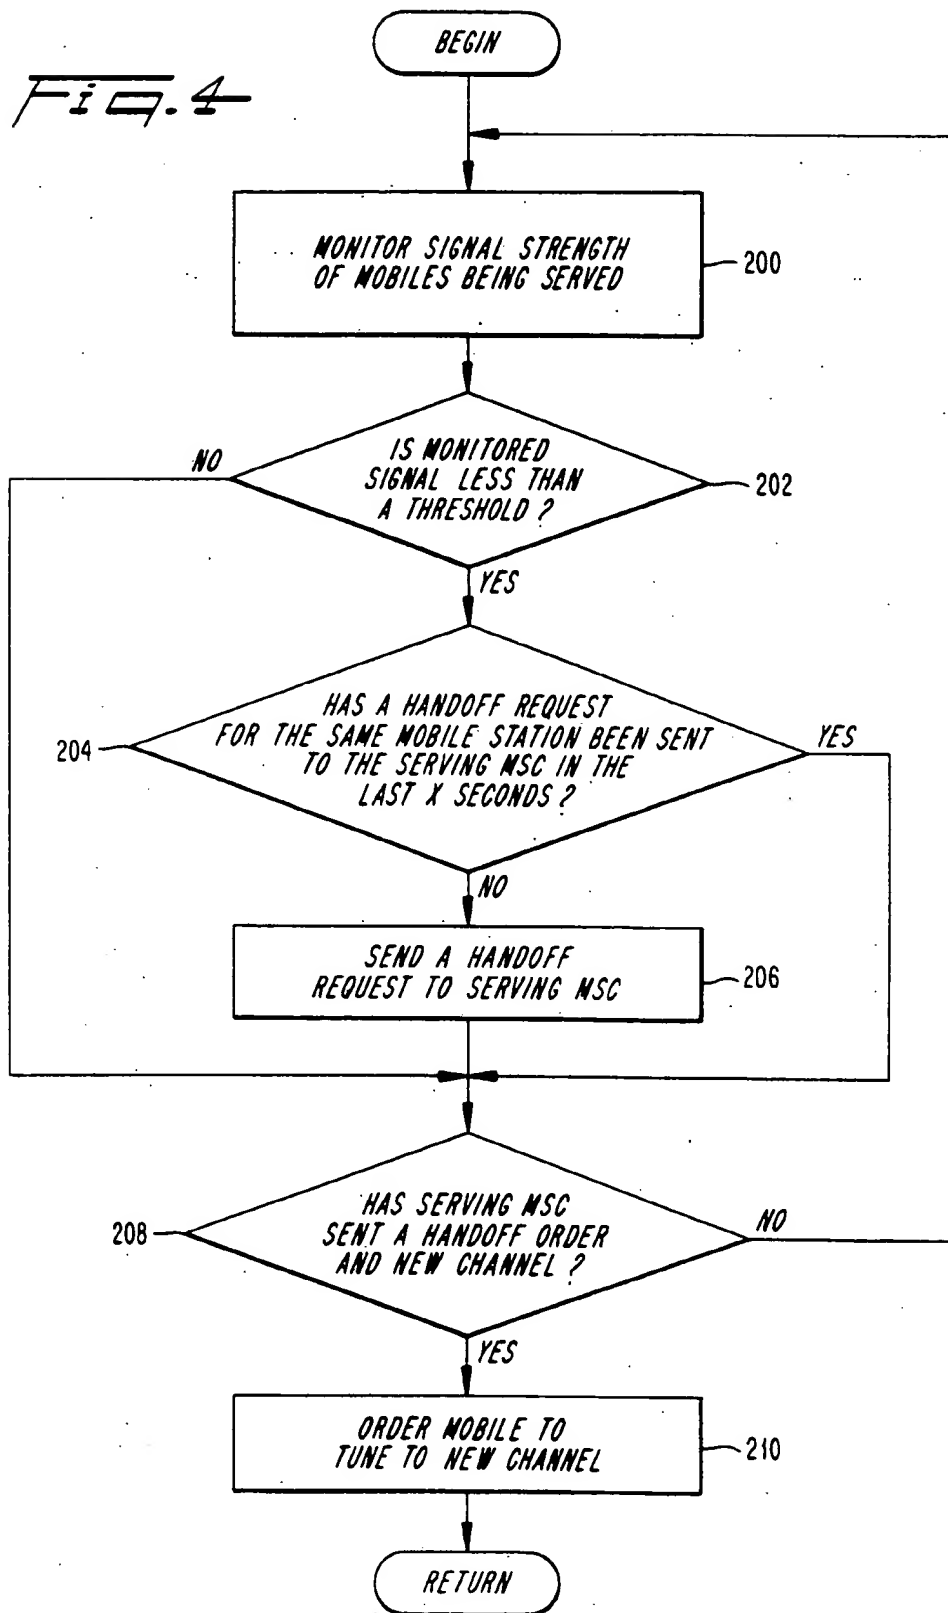 BEGIN
Fig. 4
MONITOR SIGNAL STRENGTH
OF MOBILES BEING SERVED
200
IS MONITORED
SIGNAL LESS THAN
A THRESHOLD ?
NO
202
YES
HAS A HANDOFF REQUEST
FOR THE SAME MOBILE STATION BEEN SENT
TO THE SERVING MSC IN THE
LAST X SECONDS ?
204
YES
NO
SEND A HANDOFF
REQUEST TO SERVING MSC
206
HAS SERVING MSC
SENT A HANDOFF ORDER
AND NEW CHANNEL ?
208
NO
YES
ORDER MOBILE TO
TUNE TO NEW CHANNEL
210
RETURN